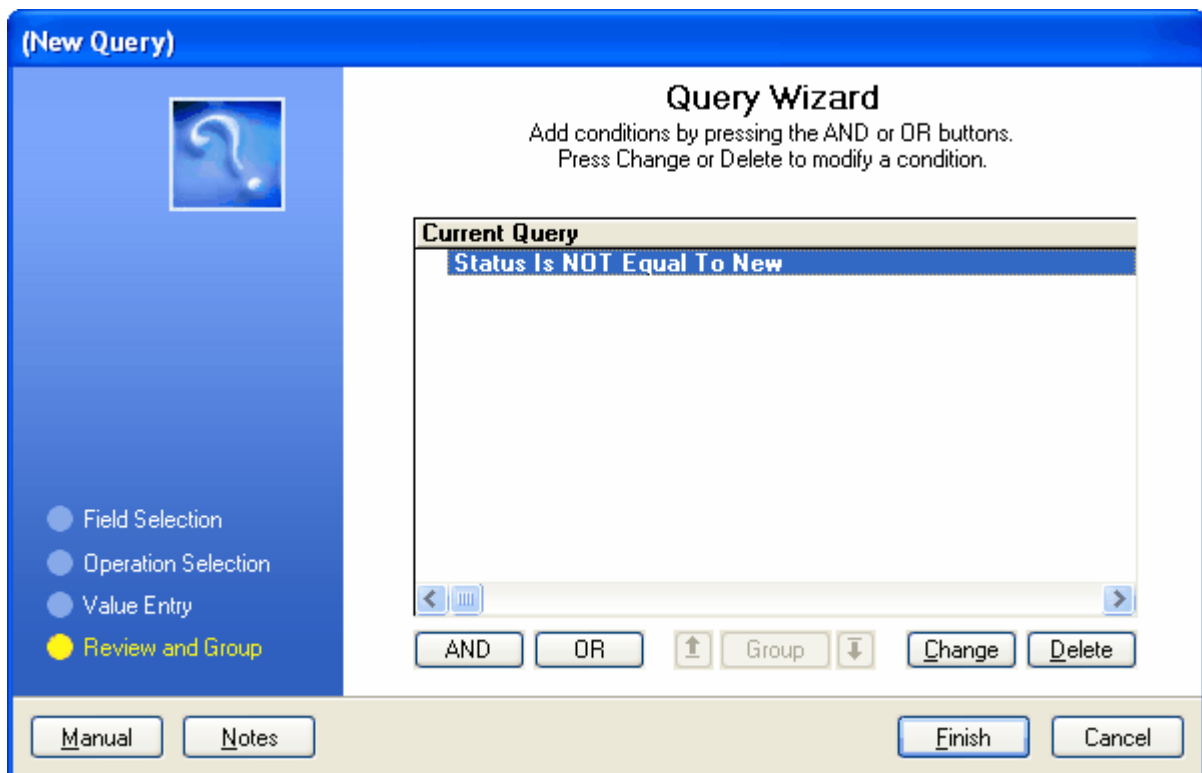 (New Query)
Query Wizard
Add conditions by pressing the AND or OR buttons.
Press Change or Delete to modify a condition.
Current Query
Status Is NOT Equal To New
Field Selection
Operation Selection
Value Entry
Review and Group
AND OR Group Change Delete
Manual Notes Finish Cancel